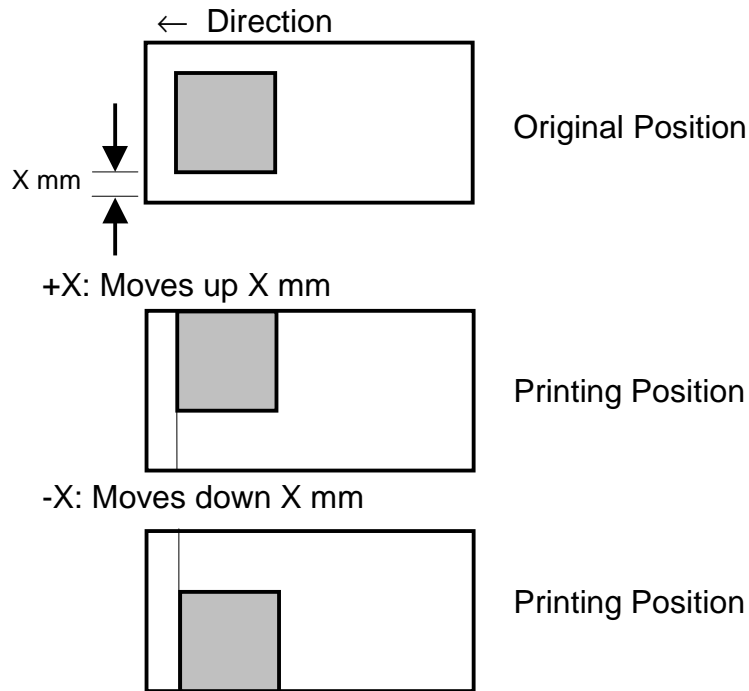 ← Direction
Original Position
X mm
+X: Moves up X mm
Printing Position
-X: Moves down X mm
Printing Position